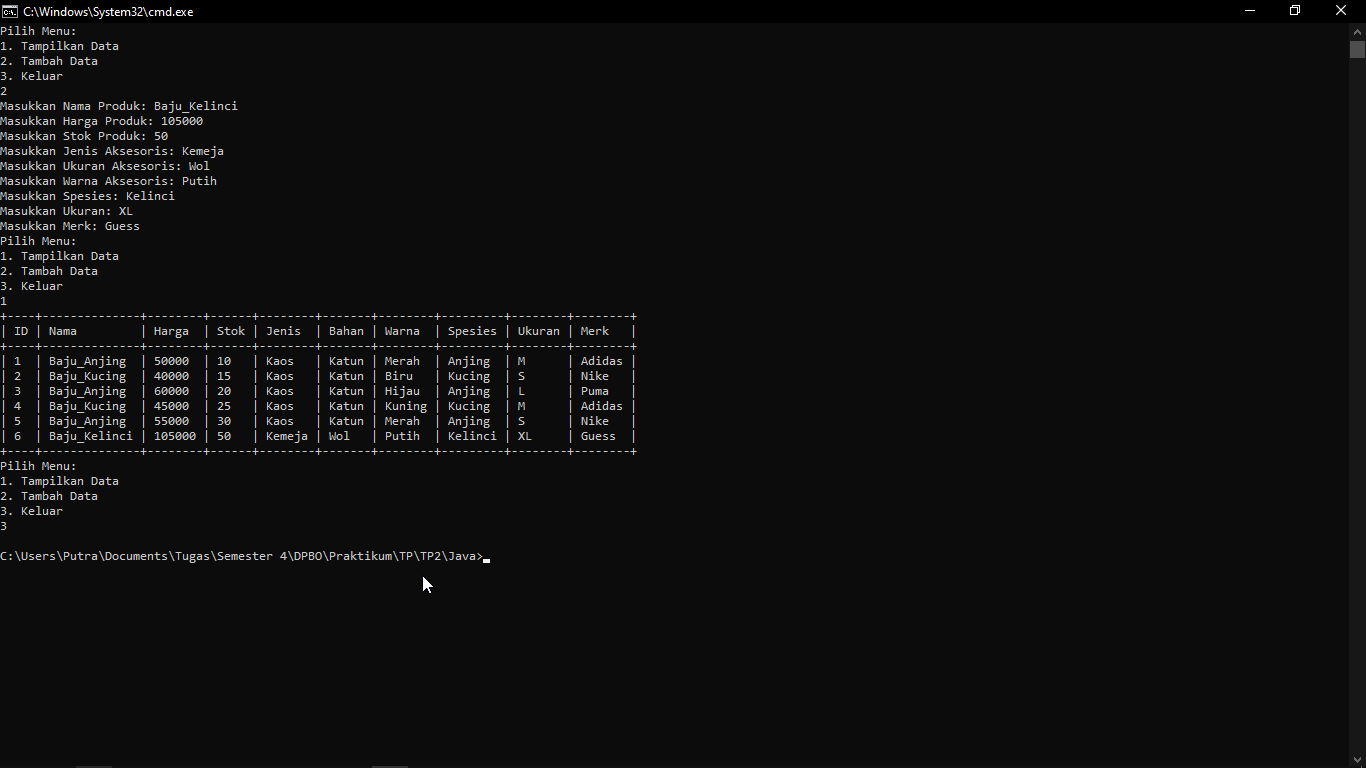 C:\Windows\System32\cmd.exe
Pilih Menu:
1. Tampilkan Data
2. Tambah Data
3. Keluar
2
Masukkan Nama Produk: Baju_Kelinci
Masukkan Harga Produk: 105000
Masukkan Stok Produk: 50
Masukkan Jenis Aksesoris: Kemeja
Masukkan Ukuran Aksesoris: Wol
Masukkan Warna Aksesoris: Putih
Masukkan Spesies: Kelinci
Masukkan Ukuran: XL
Masukkan Merk: Guess
Pilih Menu:
1. Tampilkan Data
2. Tambah Data
3. Keluar
1
+----+--------------+--------+------+--------+-------+--------+---------+---------+--------+
| ID | Nama         | Harga  | Stok | Jenis  | Bahan | Warna  | Spesies | Ukuran | Merk   |
+----+--------------+--------+------+--------+-------+--------+---------+---------+--------+
| 1  | Baju_Anjing  | 50000  | 10   | Kaos   | Katun | Merah  | Anjing  | M      | Adidas |
| 2  | Baju_Kucing  | 40000  | 15   | Kaos   | Katun | Biru   | Kucing  | S      | Nike   |
| 3  | Baju_Anjing  | 60000  | 20   | Kaos   | Katun | Hijau  | Anjing  | L      | Puma   |
| 4  | Baju_Kucing  | 45000  | 25   | Kaos   | Katun | Kuning | Kucing  | M      | Adidas |
| 5  | Baju_Anjing  | 55000  | 30   | Kaos   | Katun | Merah  | Anjing  | S      | Nike   |
| 6  | Baju_Kelinci | 105000 | 50   | Kemeja | Wol   | Putih  | Kelinci | XL     | Guess  |
+----+--------------+--------+------+--------+-------+--------+---------+---------+--------+
Pilih Menu:
1. Tampilkan Data
2. Tambah Data
3. Keluar
3
C:\Users\Putra\Documents\Tugas\Semester 4\DPBO\Praktikum\TP\TP2\Java>